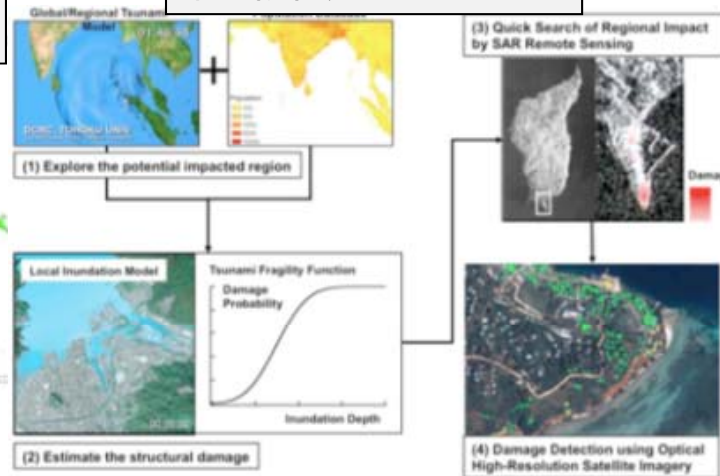 Global/Regional Tsunami
Model
DCRC, TOHOKU UNIV.
Population
(1) Explore the potential impacted region
Local Inundation Model
Tsunami Fragility Function
Damage
Probability
Inundation Depth
(2) Estimate the structural damage
(3) Quick Search of Regional Impact
by SAR Remote Sensing
Dama
(4) Damage Detection using Optical
High-Resolution Satellite Imagery